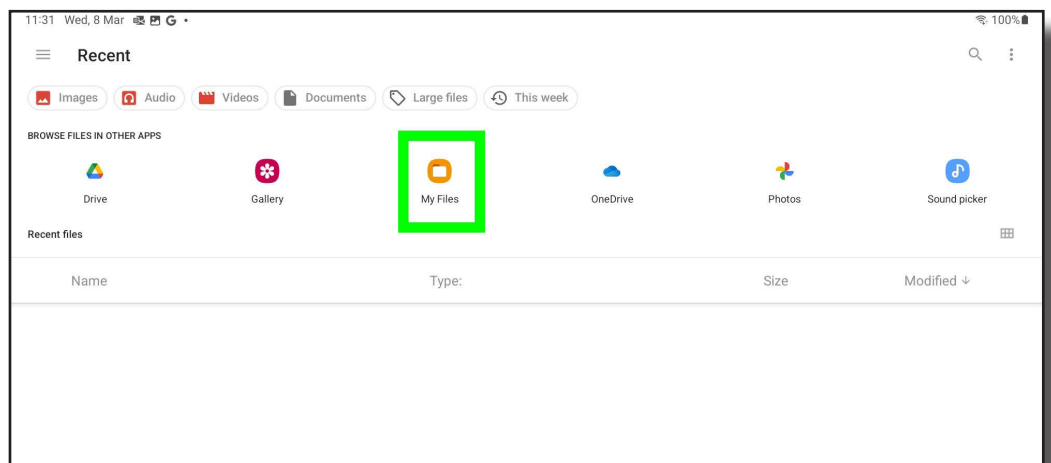 11:31 Wed, 8 Mar G • 100%
Recent
Images Audio Videos Documents Large files This week
BROWSE FILES IN OTHER APPS
Drive Gallery My Files OneDrive Photos Sound picker
Recent files
Name Type: Size Modified ↓